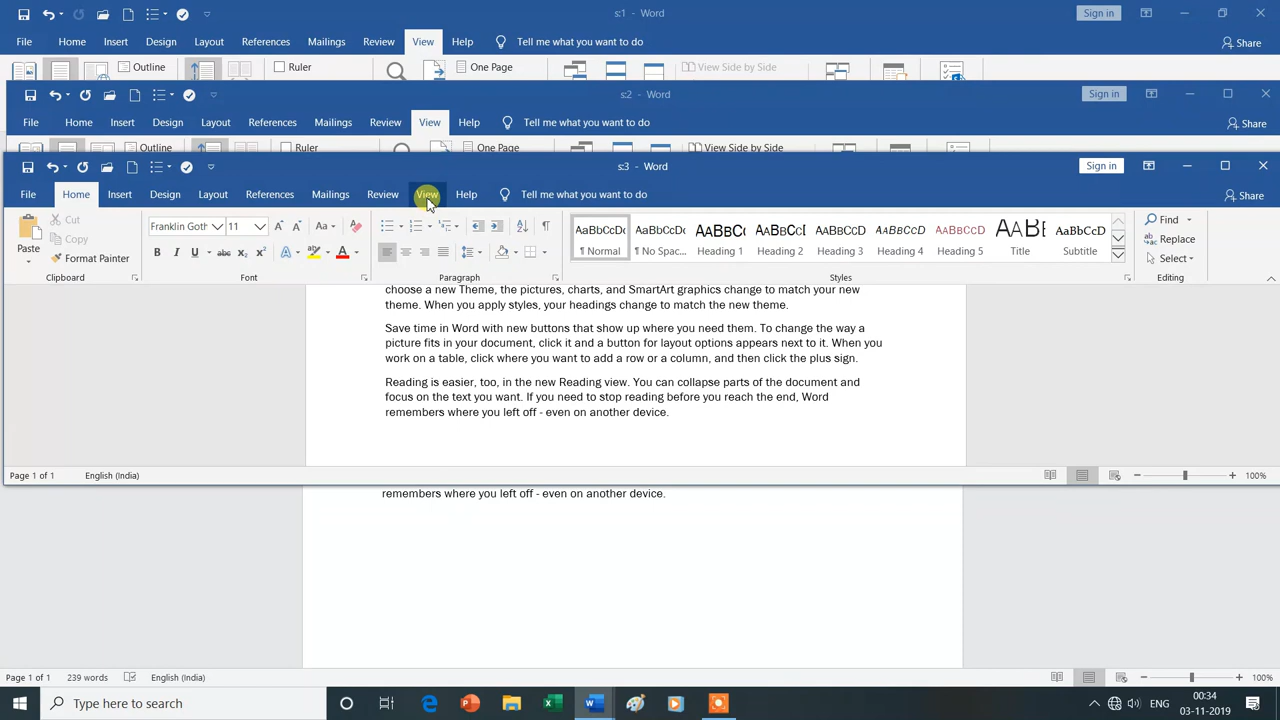 s:1 - Word
Sign in
File Home Insert Design Layout References Mailings Review View Help Tell me what you want to do Share
Outline Ruler One Page View Side by Side
s:2 - Word
Sign in
File Home Insert Design Layout References Mailings Review View Help Tell me what you want to do Share
Outline Ruler One Page View Side by Side
s:3 - Word
Sign in
File Home Insert Design Layout References Mailings Review View Help Tell me what you want to do Share
Paste
Cut
Copy
Format Painter
Clipboard
Franklin Goth 11
Font
Paragraph
AaBbCcDc AaBbCcDc AaBbCc AaBbCcDd AaBbCcD AaBbCcD AaBbCcD AaB AaBbCcD
¶ Normal ¶ No Spac... Heading 1 Heading 2 Heading 3 Heading 4 Heading 5 Title Subtitle
Styles
Find
Replace
Select
Editing
choose a new Theme, the pictures, charts, and SmartArt graphics change to match your new
theme. When you apply styles, your headings change to match the new theme.
Save time in Word with new buttons that show up where you need them. To change the way a
picture fits in your document, click it and a button for layout options appears next to it. When you
work on a table, click where you want to add a row or a column, and then click the plus sign.
Reading is easier, too, in the new Reading view. You can collapse parts of the document and
focus on the text you want. If you need to stop reading before you reach the end, Word
remembers where you left off - even on another device.
Page 1 of 1 English (India) 100%
remembers where you left off - even on another device.
Page 1 of 1 239 words English (India) 100%
Type here to search
ENG
00:34
03-11-2019